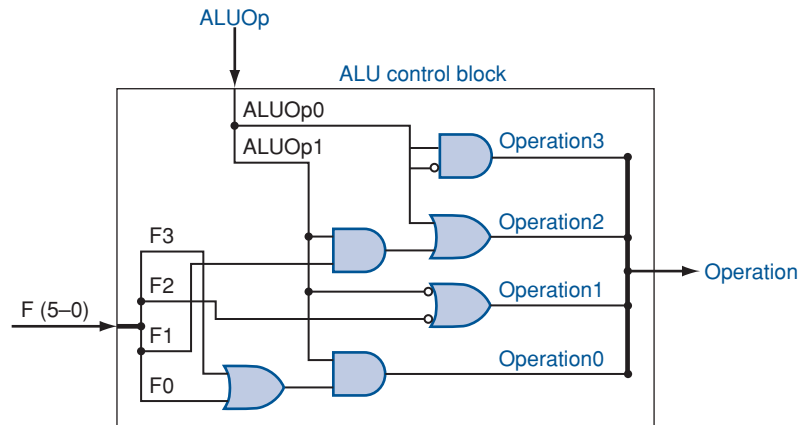 ALUOp
ALU control block
ALUOp0
ALUOp1
Operation3
Operation2
F3
F2
Operation1
Operation
F (5–0)
F1
F0
Operation0